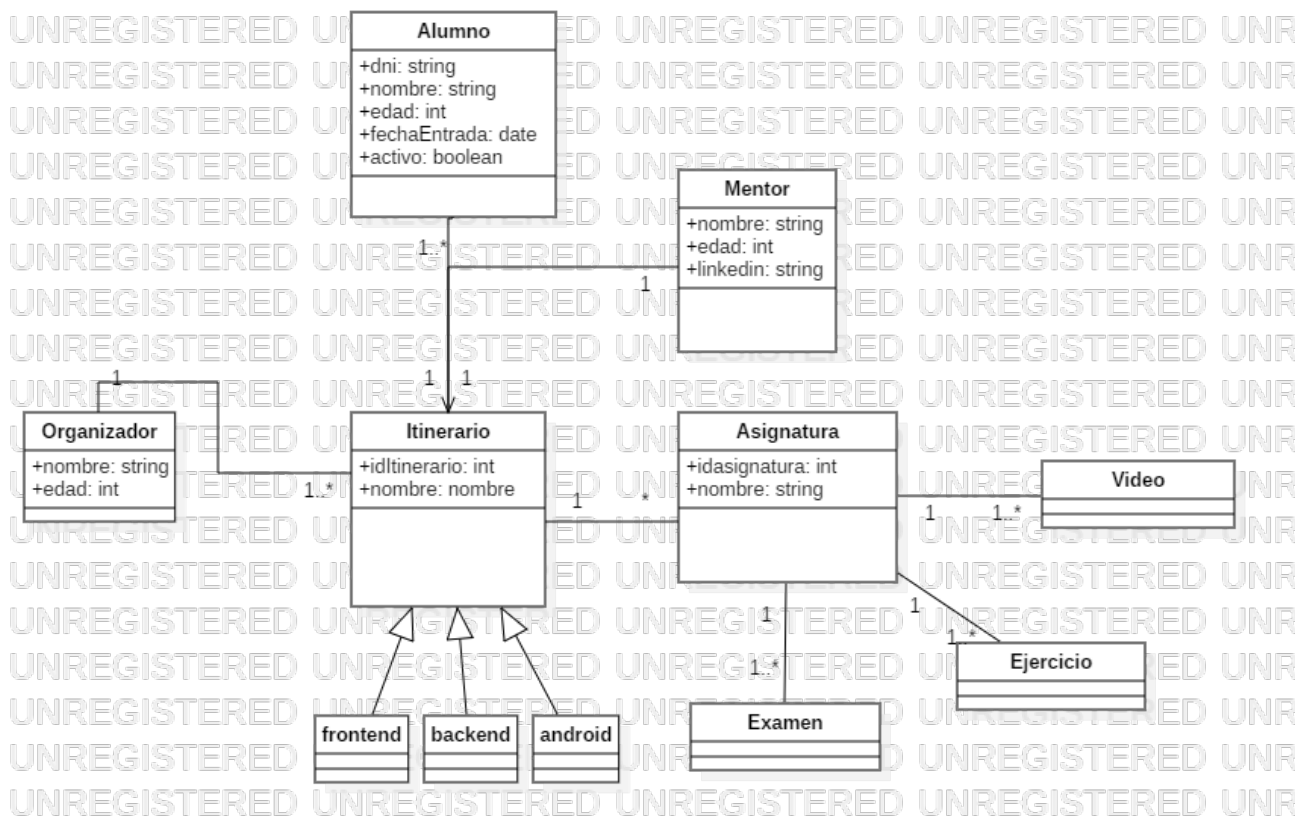 Alumno
+dni: string
+nombre: string
+edad: int
+fechaEntrada: date
+activo: boolean
Mentor
+nombre: string
+edad: int
+linkedin: string
1..*
1
1
1
1
Organizador
+nombre: string
+edad: int
1..*
Itinerario
+idItinerario: int
+nombre: nombre
1
*
Asignatura
+idasignatura: int
+nombre: string
1
1..*
Video
1
1..*
Ejercicio
1
1..*
Examen
frontend
backend
android
UNREGISTERED